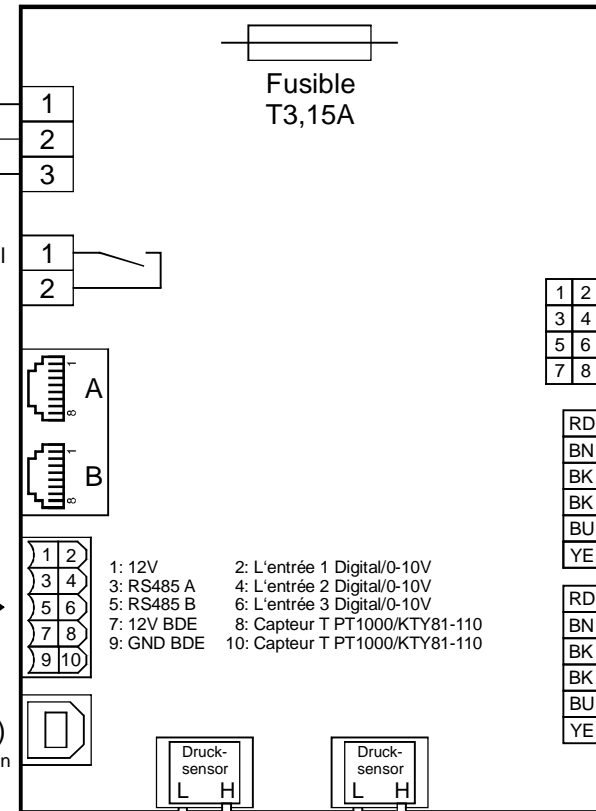 Fusible
T3,15A
1
2
3
l
1
2
1 2
3 4
5 6
7 8
1
8
A
1
8
B
RD
BN
BK
BK
BU
YE
1 2
3 4
5 6
7 8
9 10
1: 12V 2: L'entrée 1 Digital/0-10V
3: RS485 A 4: L'entrée 2 Digital/0-10V
5: RS485 B 6: L'entrée 3 Digital/0-10V
7: 12V BDE 8: Capteur T PT1000/KTY81-110
9: GND BDE 10: Capteur T PT1000/KTY81-110
RD
BN
BK
BK
BU
YE
)
n
Druck-
sensor
L H
Druck-
sensor
L H